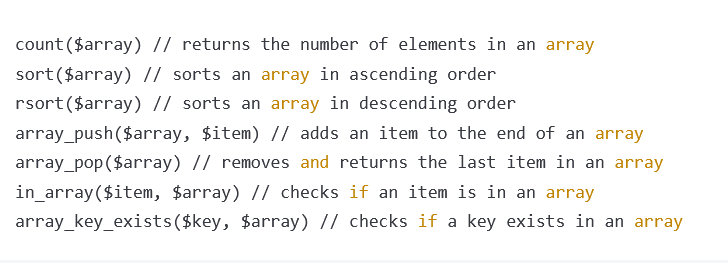 count($array) // returns the number of elements in an array
sort($array) // sorts an array in ascending order
rsort($array) // sorts an array in descending order
array_push($array, $item) // adds an item to the end of an array
array_pop($array) // removes and returns the last item in an array
in_array($item, $array) // checks if an item is in an array
array_key_exists($key, $array) // checks if a key exists in an array